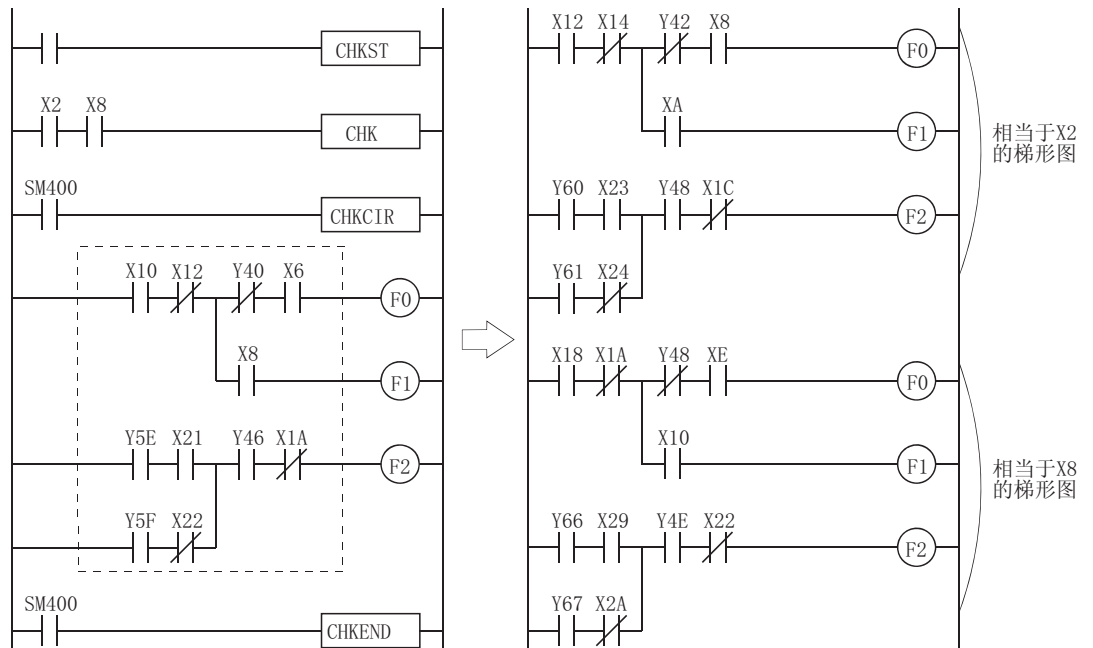 CHKST
X2 X8
CHK
SM400
CHKCIR
X10 X12 Y40 X6
F0
X8
F1
Y5E X21 Y46 X1A
F2
Y5F X22
SM400
CHKEND
X12 X14 Y42 X8
F0
XA
F1
Y60 X23 Y48 X1C
F2
Y61 X24
相当于X2
的梯形图
X18 X1A Y48 XE
F0
X10
F1
Y66 X29 Y4E X22
F2
Y67 X2A
相当于X8
的梯形图